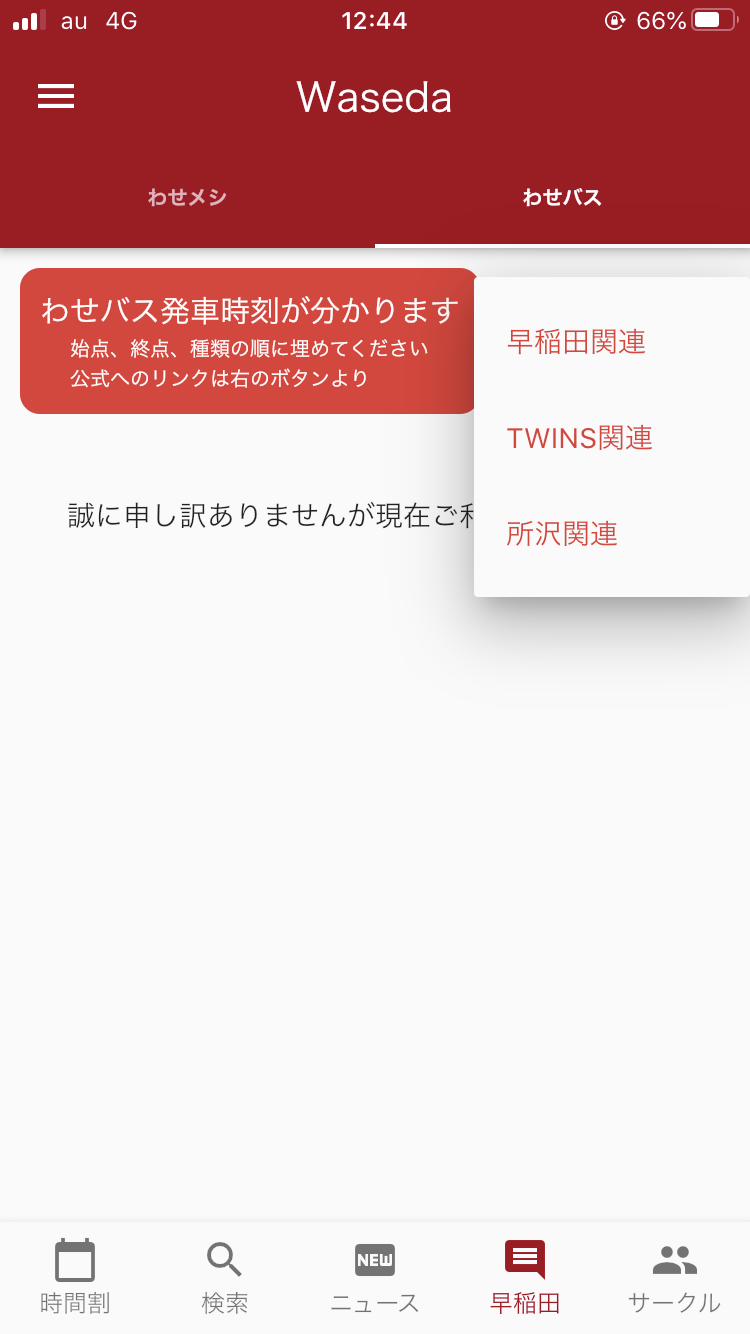 au 4G 12:44 66%
Waseda
わせメシ わせバス
わせバス発車時刻が分かります
始点、終点、種類の順に埋めてください
公式へのリンクは右のボタンより
早稲田関連
TWINS関連
所沢関連
誠に申し訳ありませんが現在ご利
NEW
時間割 検索 ニュース 早稲田 サークル